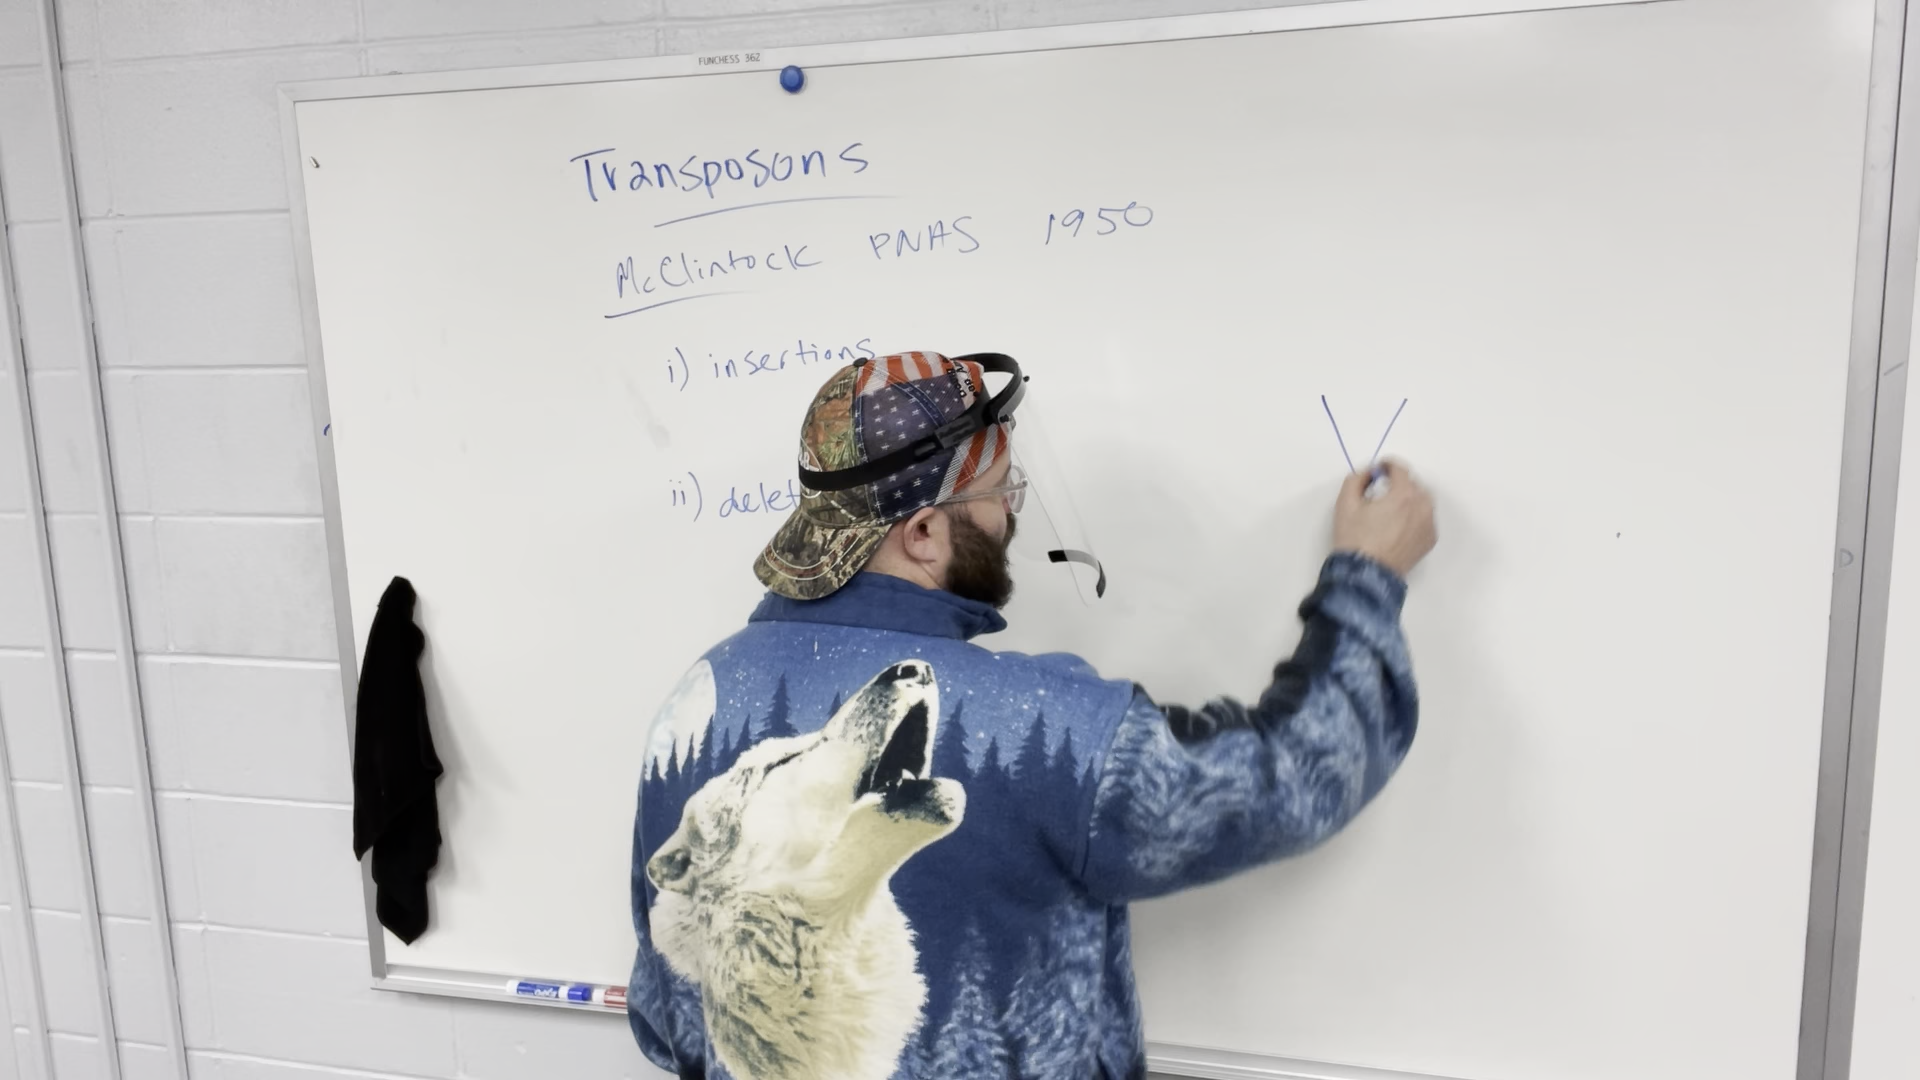 FUNCHESS 362
Transposons
McClintock PNAS 1950
i) insertions
ii) delet